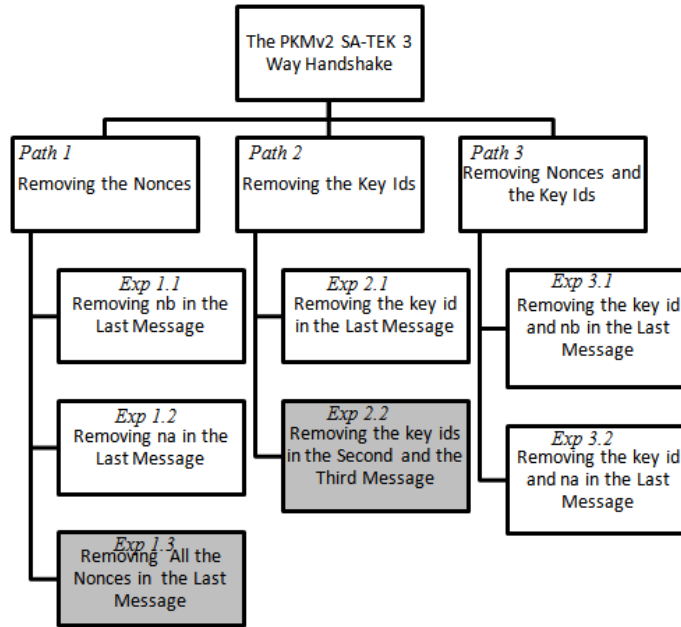 The PKMv2 SA-TEK 3
Way Handshake
Path 1
Removing the Nonces
Path 2
Removing the Key Ids
Path 3
Removing Nonces and
the Key Ids
Exp 1.1
Removing nb in the
Last Message
Exp 2.1
Removing the key id
in the Last Message
Exp 3.1
Removing the key id
and nb in the Last
Message
Exp 1.2
Removing na in the
Last Message
Exp 2.2
Removing the key ids
in the Second and the
Third Message
Exp 3.2
Removing the key id
and na in the Last
Message
Exp 1.3
Removing All the
Nonces in the Last
Message